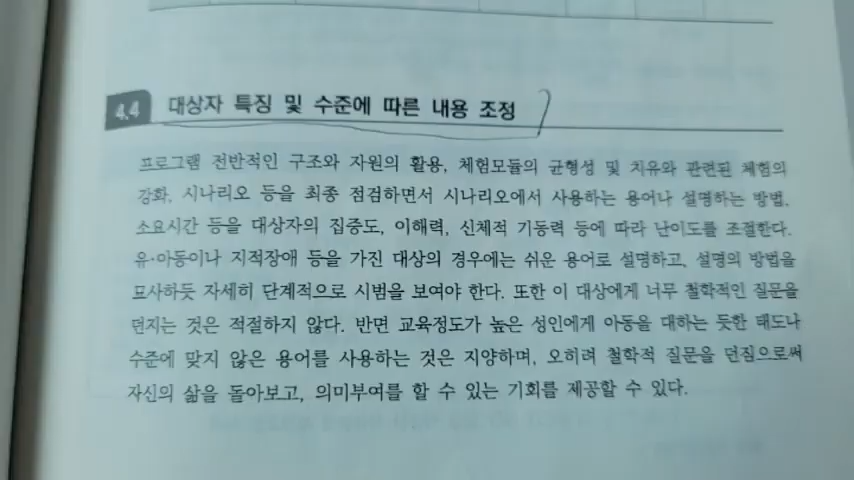 4.4 대상자 특징 및 수준에 따른 내용 조정
프로그램 전반적인 구조와 자원의 활용, 체험모듈의 균형성 및 치유와 관련된 체험의
강화, 시나리오 등을 최종 점검하면서 시나리오에서 사용하는 용어나 설명하는 방법,
소요시간 등을 대상자의 집중도, 이해력, 신체적 기동력 등에 따라 난이도를 조절한다.
유·아동이나 지적장애 등을 가진 대상의 경우에는 쉬운 용어로 설명하고, 설명의 방법을
묘사하듯 자세히 단계적으로 시범을 보여야 한다. 또한 이 대상에게 너무 철학적인 질문을
던지는 것은 적절하지 않다. 반면 교육정도가 높은 성인에게 아동을 대하는 듯한 태도나
수준에 맞지 않은 용어를 사용하는 것은 지양하며, 오히려 철학적 질문을 던짐으로써
자신의 삶을 돌아보고, 의미부여를 할 수 있는 기회를 제공할 수 있다.